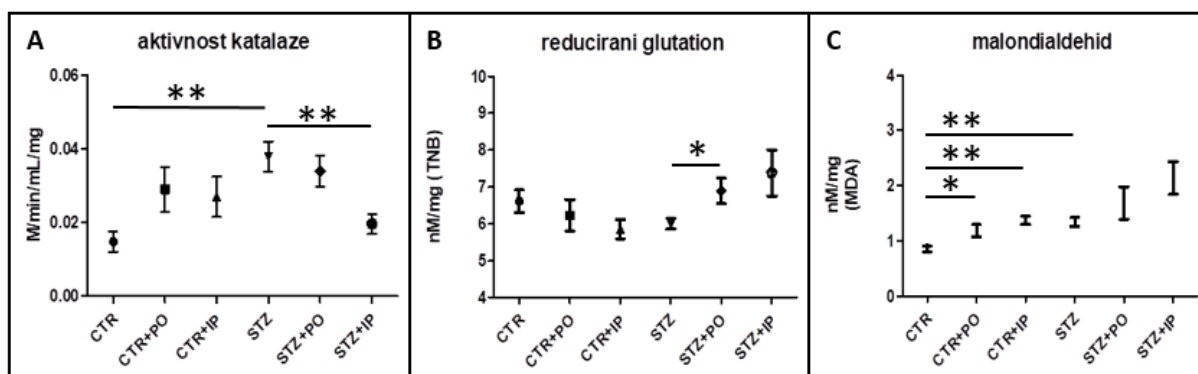 A aktivnost katalaze
**
**
M/min/mL/mg
0.06
0.04
0.02
0.00
CTR
CTR+PO
CTR+IP
STZ
STZ+PO
STZ+IP
B reducirani glutation
*
nM/mg (TNB)
10
9
8
7
6
5
4
CTR
CTR+PO
CTR+IP
STZ
STZ+PO
STZ+IP
C malondialdehid
**
**
*
nM/mg
(MDA)
4
3
2
1
0
CTR
CTR+PO
CTR+IP
STZ
STZ+PO
STZ+IP